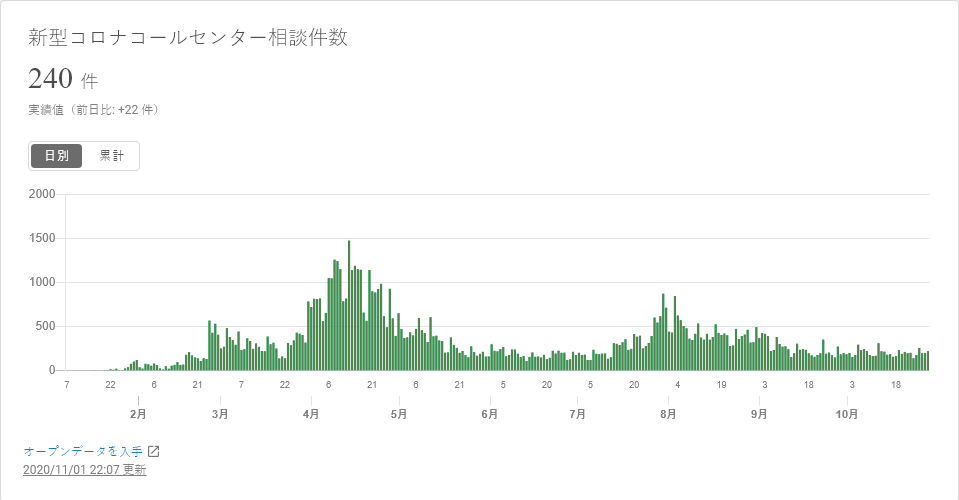 新型コロナコールセンター相談件数
240 件
実績値（前日比: +22 件）
日別 累計
2000
1500
1000
500
0
7 22 6 21 7 22 6 21 6 21 5 20 5 20 4 19 3 18 3 18
2月 3月 4月 5月 6月 7月 8月 9月 10月
オープンデータを入手
2020/11/01 22:07 更新